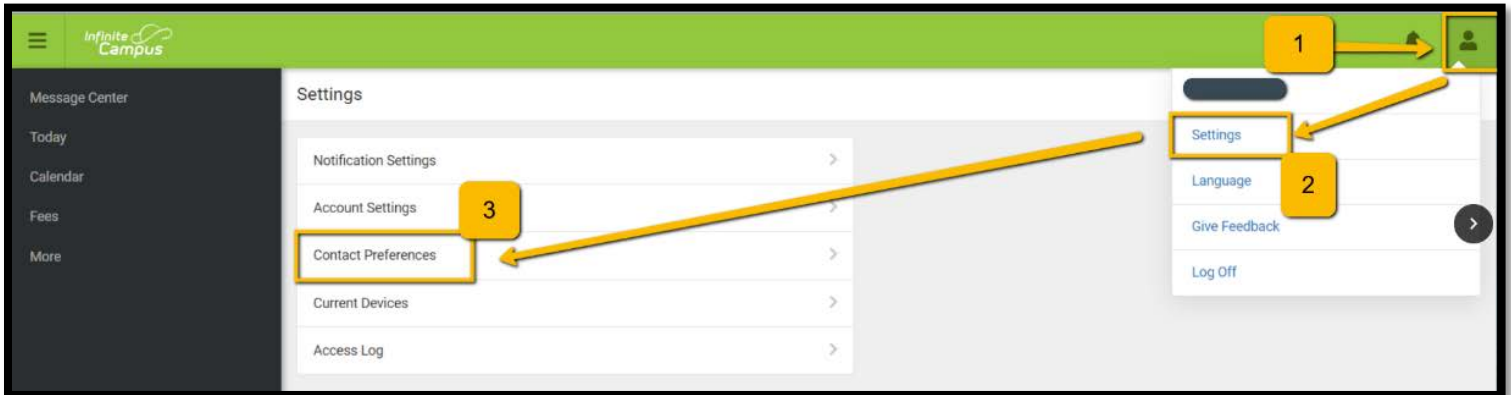 Infinite
Campus
1
Message Center
Today
Calendar
Fees
More
Settings
Notification Settings
Account Settings
3
Contact Preferences
Current Devices
Access Log
Settings
2
Language
Give Feedback
Log Off